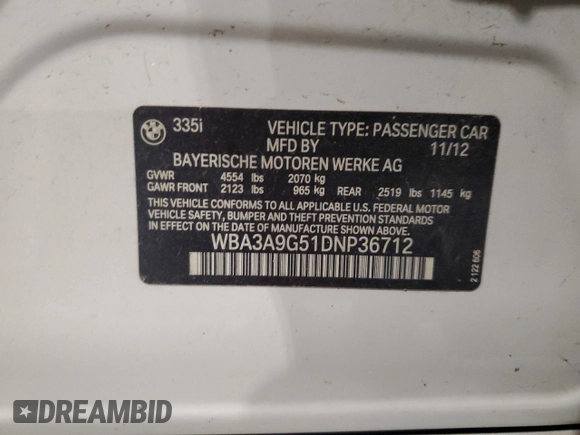 335i VEHICLE TYPE: PASSENGER CAR
MFD BY 11/12
BAYERISCHE MOTOREN WERKE AG
GVWR 4554 lbs 2070 kg
GAWR FRONT 2123 lbs 965 kg REAR 2519 lbs 1145 kg
THIS VEHICLE CONFORMS TO ALL APPLICABLE U.S. FEDERAL MOTOR
VEHICLE SAFETY, BUMPER AND THEFT PREVENTION STANDARDS
IN EFFECT ON THE DATE OF MANUFACTURE SHOWN ABOVE.
WBA3A9G51DNP36712
2 122 606
DREAMBID